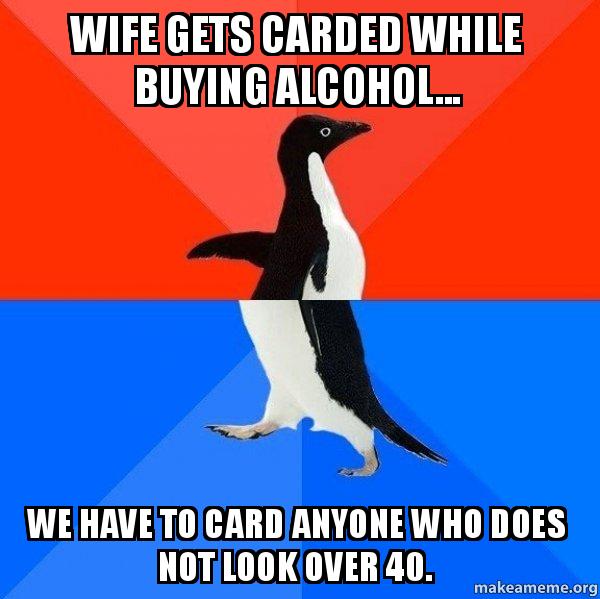 WIFE GETS CARDED WHILE
BUYING ALCOHOL...
WE HAVE TO CARD ANYONE WHO DOES
NOT LOOK OVER 40.
makeameme.org